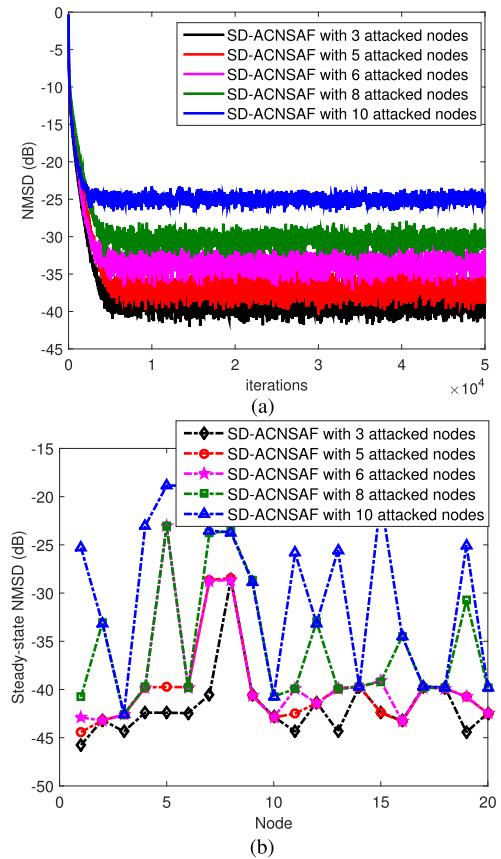 0
-5
-10
-15
-20
-25
-30
-35
-40
-45
NMSD (dB)
SD-ACNSAF with 3 attacked nodes
SD-ACNSAF with 5 attacked nodes
SD-ACNSAF with 6 attacked nodes
SD-ACNSAF with 8 attacked nodes
SD-ACNSAF with 10 attacked nodes
0 1 2 3 4 5
iterations
×10⁴
(a)
-15
-20
-25
-30
-35
-40
-45
-50
Steady-state NMSD (dB)
SD-ACNSAF with 3 attacked nodes
SD-ACNSAF with 5 attacked nodes
SD-ACNSAF with 6 attacked nodes
SD-ACNSAF with 8 attacked nodes
SD-ACNSAF with 10 attacked nodes
0 5 10 15 20
Node
(b)